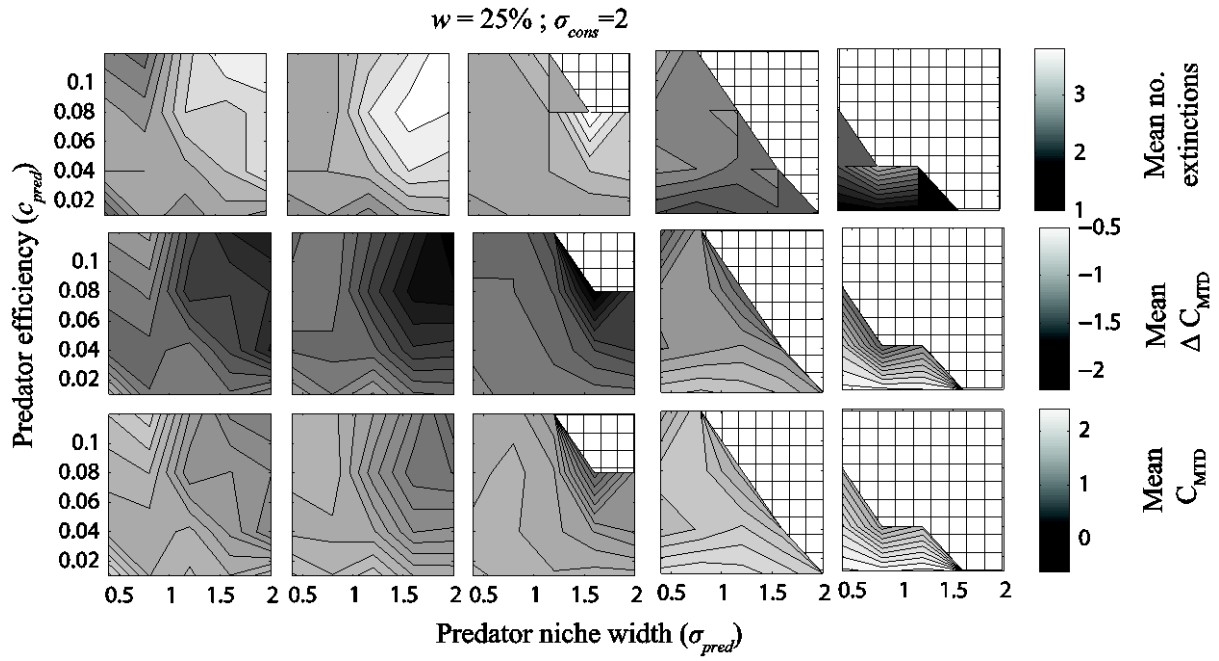 w = 25% ; σcons=2
Predator efficiency (c_pred)
0.1
0.08
0.06
0.04
0.02
3
2
1
Mean no.
extinctions
0.1
0.08
0.06
0.04
0.02
−0.5
−1
−1.5
−2
Mean
Δ C_MTD
0.1
0.08
0.06
0.04
0.02
2
1
0
Mean
C_MTD
0.5 1 1.5 2 0.5 1 1.5 2 0.5 1 1.5 2 0.5 1 1.5 2 0.5 1 1.5 2
Predator niche width (σ_pred)